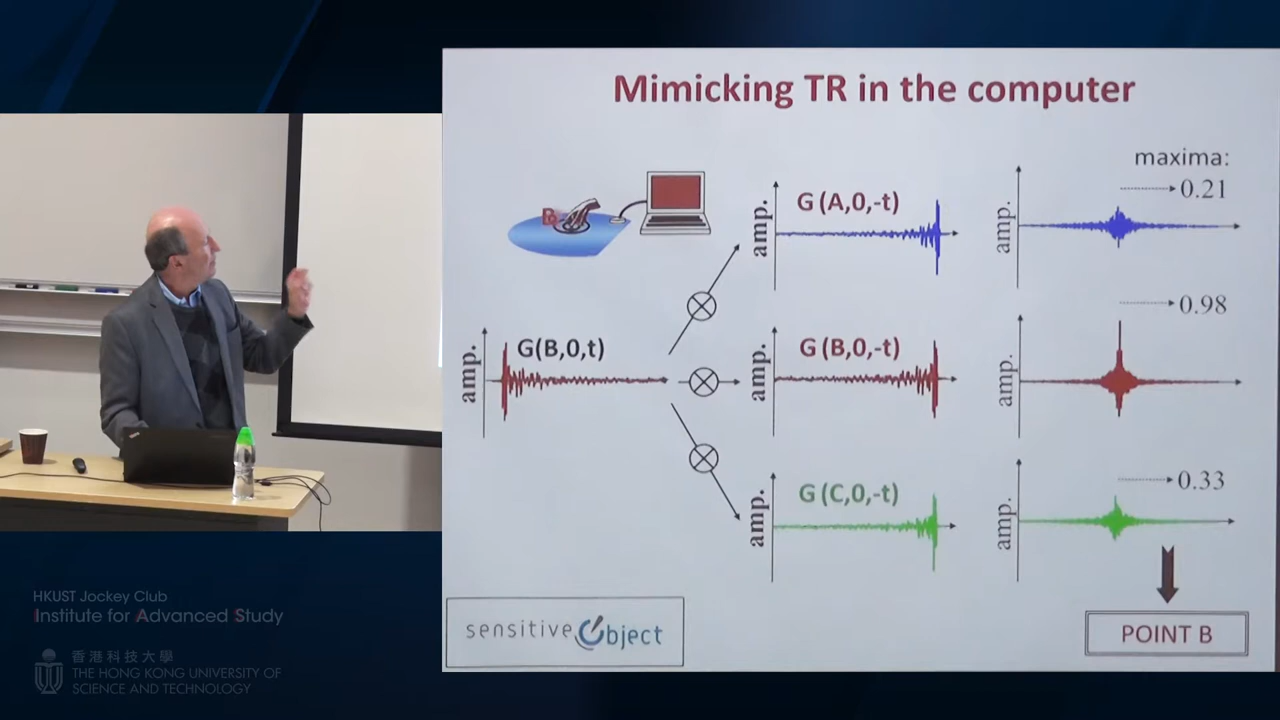 Mimicking TR in the computer
maxima:
0.21
G (A,0,-t)
amp.
amp.
B
0.98
G(B,0,t)
G (B,0,-t)
amp.
amp.
amp.
0.33
G (C,0,-t)
amp.
amp.
POINT B
sensitive Object
HKUST Jockey Club
Institute for Advanced Study
香港科技大學
THE HONG KONG UNIVERSITY OF
SCIENCE AND TECHNOLOGY